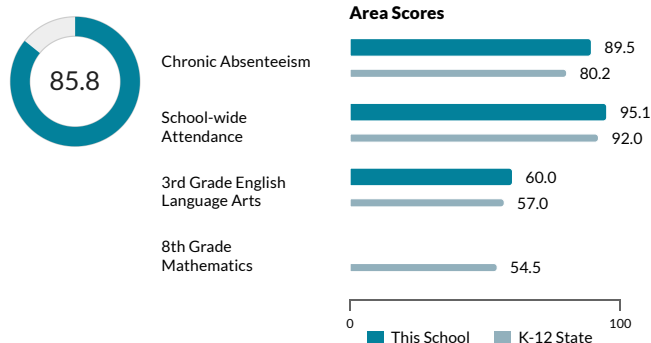 Area Scores
85.8
Chronic Absenteeism
89.5
80.2
School-wide
Attendance
95.1
92.0
3rd Grade English
Language Arts
60.0
57.0
8th Grade
Mathematics
54.5
0 100
This School K-12 State